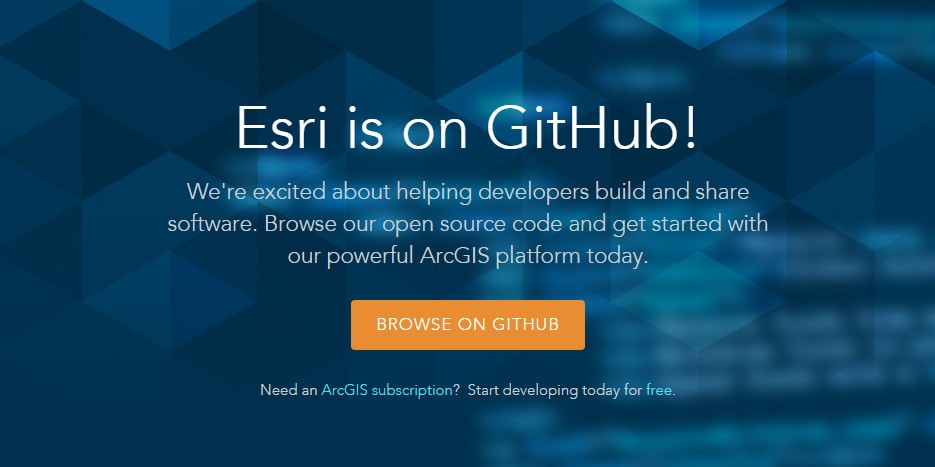 Esri is on GitHub!
We're excited about helping developers build and share
software. Browse our open source code and get started with
our powerful ArcGIS platform today.
BROWSE ON GITHUB
Need an ArcGIS subscription?  Start developing today for free.